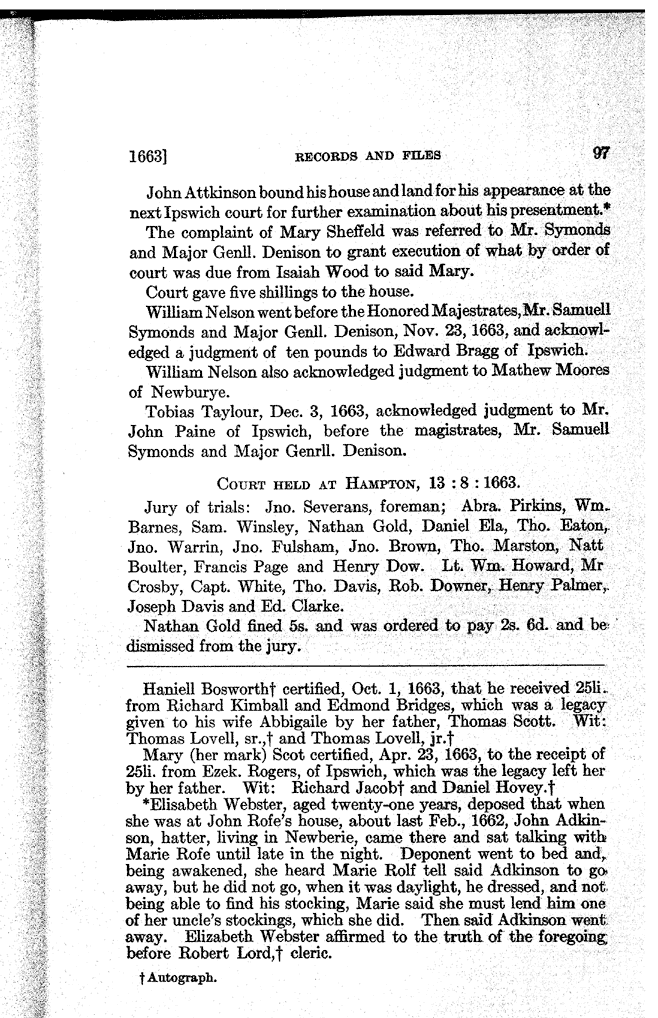 1663] RECORDS AND FILES 97
John Attkinson bound his house and land for his appearance at the
next Ipswich court for further examination about his presentment.*
The complaint of Mary Sheffeld was referred to Mr. Symonds
and Major Genll. Denison to grant execution of what by order of
court was due from Isaiah Wood to said Mary.
Court gave five shillings to the house.
William Nelson went before the Honored Majestrates, Mr. Samuell
Symonds and Major Genll. Denison, Nov. 23, 1663, and acknowl-
edged a judgment of ten pounds to Edward Bragg of Ipswich.
William Nelson also acknowledged judgment to Mathew Moores
of Newburye.
Tobias Taylour, Dec. 3, 1663, acknowledged judgment to Mr.
John Paine of Ipswich, before the magistrates, Mr. Samuell
Symonds and Major Genrll. Denison.
COURT HELD AT HAMPTON, 13 : 8 : 1663.
Jury of trials: Jno. Severans, foreman; Abra. Pirkins, Wm.
Barnes, Sam. Winsley, Nathan Gold, Daniel Ela, Tho. Eaton,
Jno. Warrin, Jno. Fulsham, Jno. Brown, Tho. Marston, Natt
Boulter, Francis Page and Henry Dow. Lt. Wm. Howard, Mr
Crosby, Capt. White, Tho. Davis, Rob. Downer, Henry Palmer,
Joseph Davis and Ed. Clarke.
Nathan Gold fined 5s. and was ordered to pay 2s. 6d. and be
dismissed from the jury.
Haniell Bosworth† certified, Oct. 1, 1663, that he received 25li.
from Richard Kimball and Edmond Bridges, which was a legacy
given to his wife Abbigaile by her father, Thomas Scott. Wit:
Thomas Lovell, sr.,† and Thomas Lovell, jr.†
Mary (her mark) Scot certified, Apr. 23, 1663, to the receipt of
25li. from Ezek. Rogers, of Ipswich, which was the legacy left her
by her father. Wit: Richard Jacob† and Daniel Hovey.†
*Elisabeth Webster, aged twenty-one years, deposed that when
she was at John Rofe's house, about last Feb., 1662, John Adkin-
son, hatter, living in Newberie, came there and sat talking with
Marie Rofe until late in the night. Deponent went to bed and,
being awakened, she heard Marie Rolf tell said Adkinson to go
away, but he did not go, when it was daylight, he dressed, and not
being able to find his stocking, Marie said she must lend him one
of her uncle's stockings, which she did. Then said Adkinson went
away. Elizabeth Webster affirmed to the truth of the foregoing
before Robert Lord,† cleric.
†Autograph.